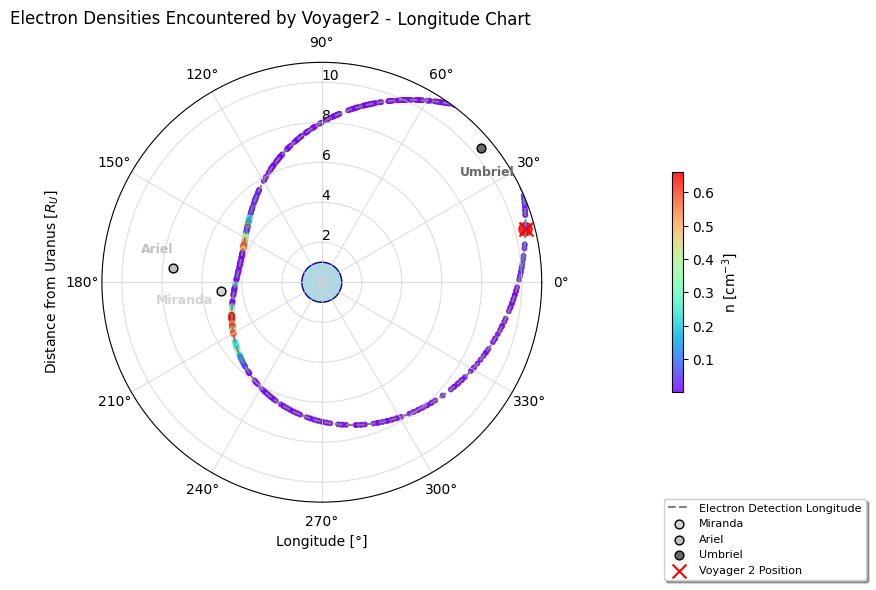 Electron Densities Encountered by Voyager2 - Longitude Chart
90°
120°
60°
10
8
150°
30°
6
Umbriel
4
0.6
2
0.5
Ariel
Distance from Uranus [R_U]
180°
0°
0.4
n [cm⁻³]
Miranda
0.3
0.2
0.1
210°
330°
240°
300°
270°
Longitude [°]
Electron Detection Longitude
Miranda
Ariel
Umbriel
Voyager 2 Position